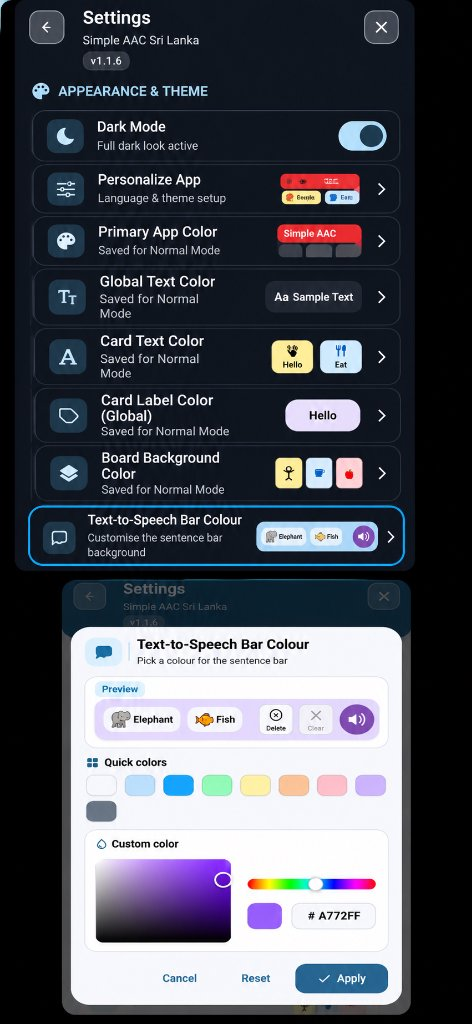 Settings
Simple AAC Sri Lanka
v1.1.6
APPEARANCE & THEME
Dark Mode
Full dark look active
Personalize App
Language & theme setup
People
Eat
Primary App Color
Saved for Normal Mode
Simple AAC
Global Text Color
Saved for Normal
Mode
Aa Sample Text
Card Text Color
Saved for Normal
Mode
Hello
Eat
Card Label Color
(Global)
Saved for Normal Mode
Hello
Board Background
Color
Saved for Normal Mode
Text-to-Speech Bar Colour
Customise the sentence bar
background
Elephant
Fish
Settings
Simple AAC Sri Lanka
v1.1.6
Text-to-Speech Bar Colour
Pick a colour for the sentence bar
Preview
Elephant
Fish
Delete
Clear
Quick colors
Custom color
# A772FF
Cancel
Reset
Apply